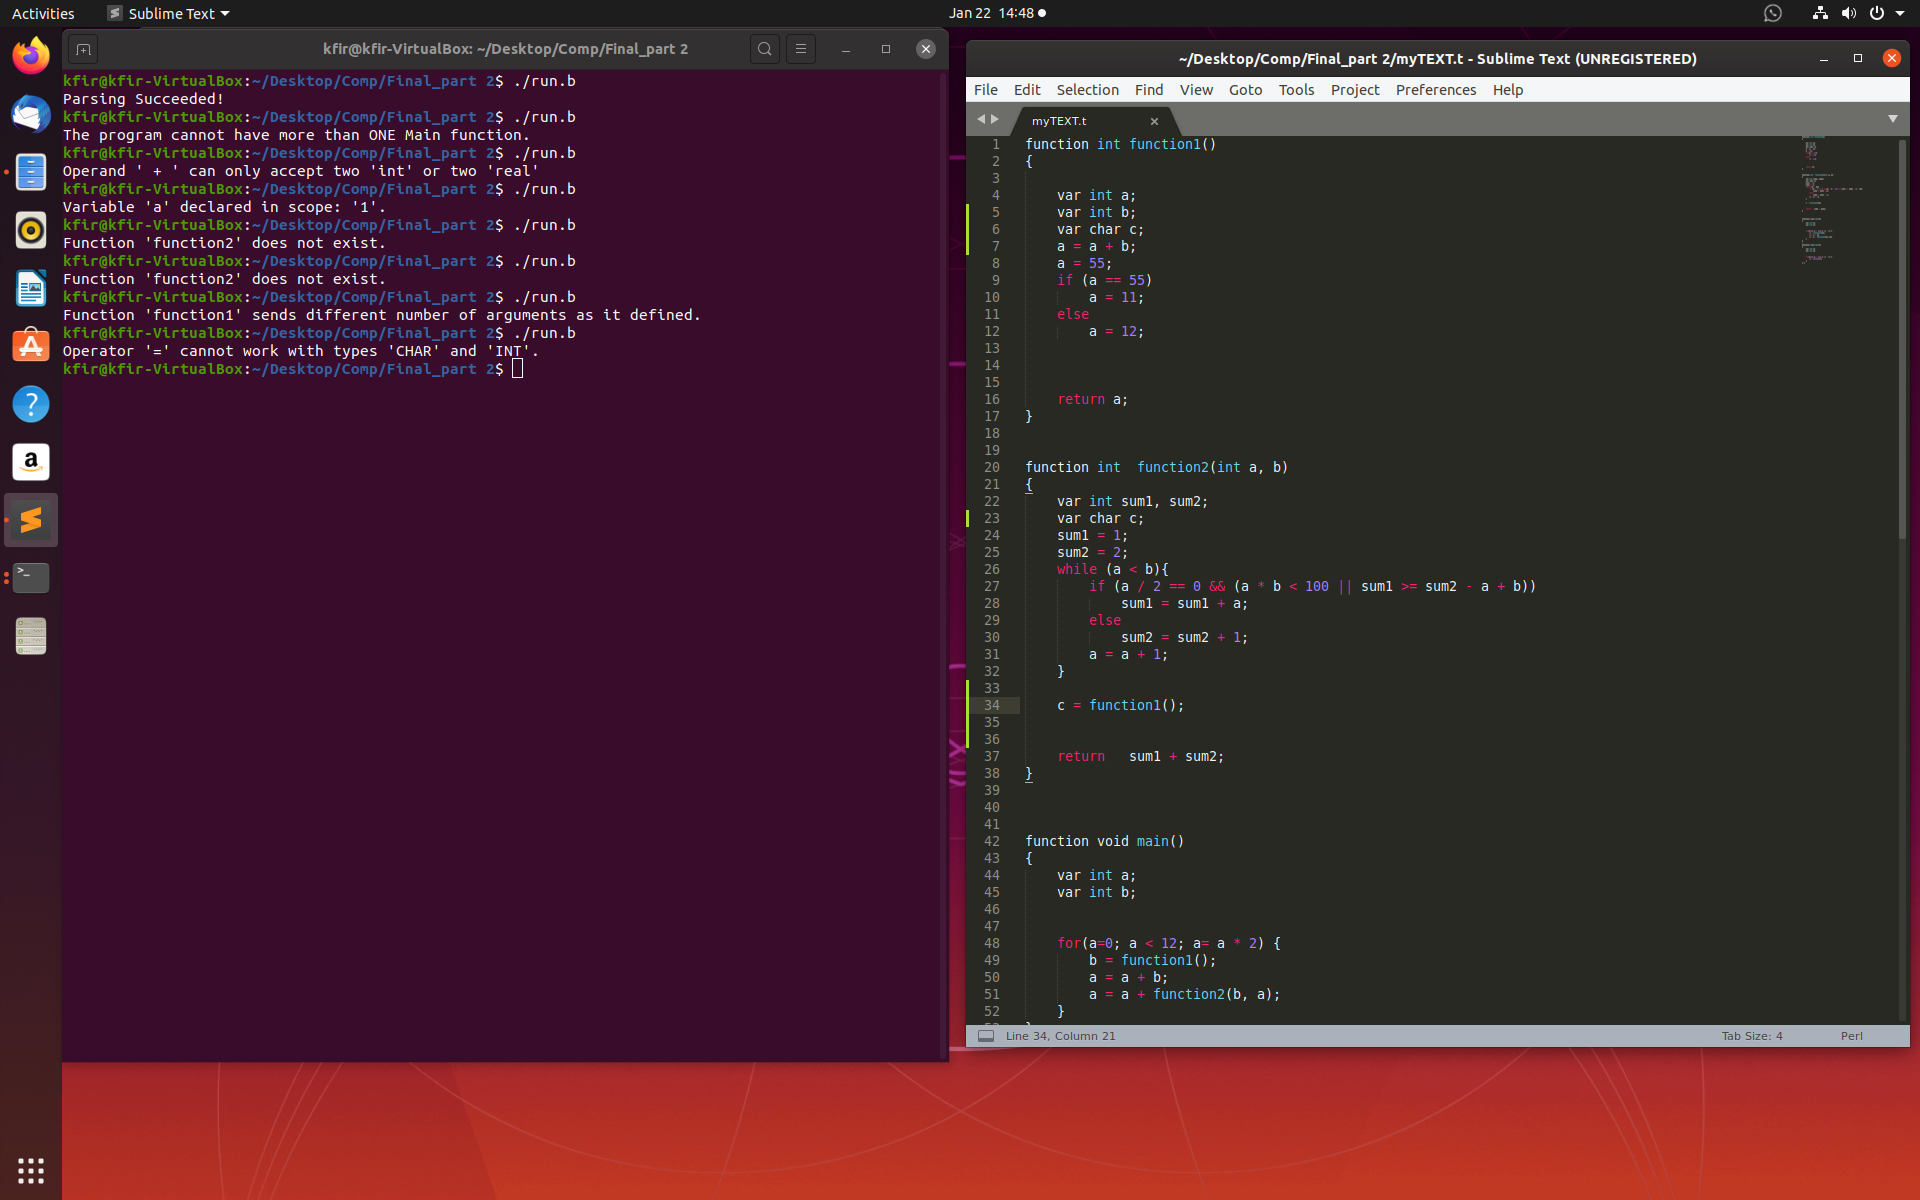 Activities
Sublime Text
Jan 22 14:48
kfir@kfir-VirtualBox: ~/Desktop/Comp/Final_part 2
kfir@kfir-VirtualBox:~/Desktop/Comp/Final_part 2$ ./run.b
Parsing Succeeded!
kfir@kfir-VirtualBox:~/Desktop/Comp/Final_part 2$ ./run.b
The program cannot have more than ONE Main function.
kfir@kfir-VirtualBox:~/Desktop/Comp/Final_part 2$ ./run.b
Operand ' + ' can only accept two 'int' or two 'real'
kfir@kfir-VirtualBox:~/Desktop/Comp/Final_part 2$ ./run.b
Variable 'a' declared in scope: '1'.
kfir@kfir-VirtualBox:~/Desktop/Comp/Final_part 2$ ./run.b
Function 'function2' does not exist.
kfir@kfir-VirtualBox:~/Desktop/Comp/Final_part 2$ ./run.b
Function 'function2' does not exist.
kfir@kfir-VirtualBox:~/Desktop/Comp/Final_part 2$ ./run.b
Function 'function1' sends different number of arguments as it defined.
kfir@kfir-VirtualBox:~/Desktop/Comp/Final_part 2$ ./run.b
Operator '=' cannot work with types 'CHAR' and 'INT'.
kfir@kfir-VirtualBox:~/Desktop/Comp/Final_part 2$
~/Desktop/Comp/Final_part 2/myTEXT.t - Sublime Text (UNREGISTERED)
File Edit Selection Find View Goto Tools Project Preferences Help
myTEXT.t
1 function int function1()
2 {
3
4 var int a;
5 var int b;
6 var char c;
7 a = a + b;
8 a = 55;
9 if (a == 55)
10 a = 11;
11 else
12 a = 12;
13
14
15
16 return a;
17 }
18
19
20 function int function2(int a, b)
21 {
22 var int sum1, sum2;
23 var char c;
24 sum1 = 1;
25 sum2 = 2;
26 while (a < b){
27 if (a / 2 == 0 && (a * b < 100 || sum1 >= sum2 - a + b))
28 sum1 = sum1 + a;
29 else
30 sum2 = sum2 + 1;
31 a = a + 1;
32 }
33
34 c = function1();
35
36
37 return sum1 + sum2;
38 }
39
40
41
42 function void main()
43 {
44 var int a;
45 var int b;
46
47
48 for(a=0; a < 12; a= a * 2) {
49 b = function1();
50 a = a + b;
51 a = a + function2(b, a);
52 }
Line 34, Column 21
Tab Size: 4
Perl